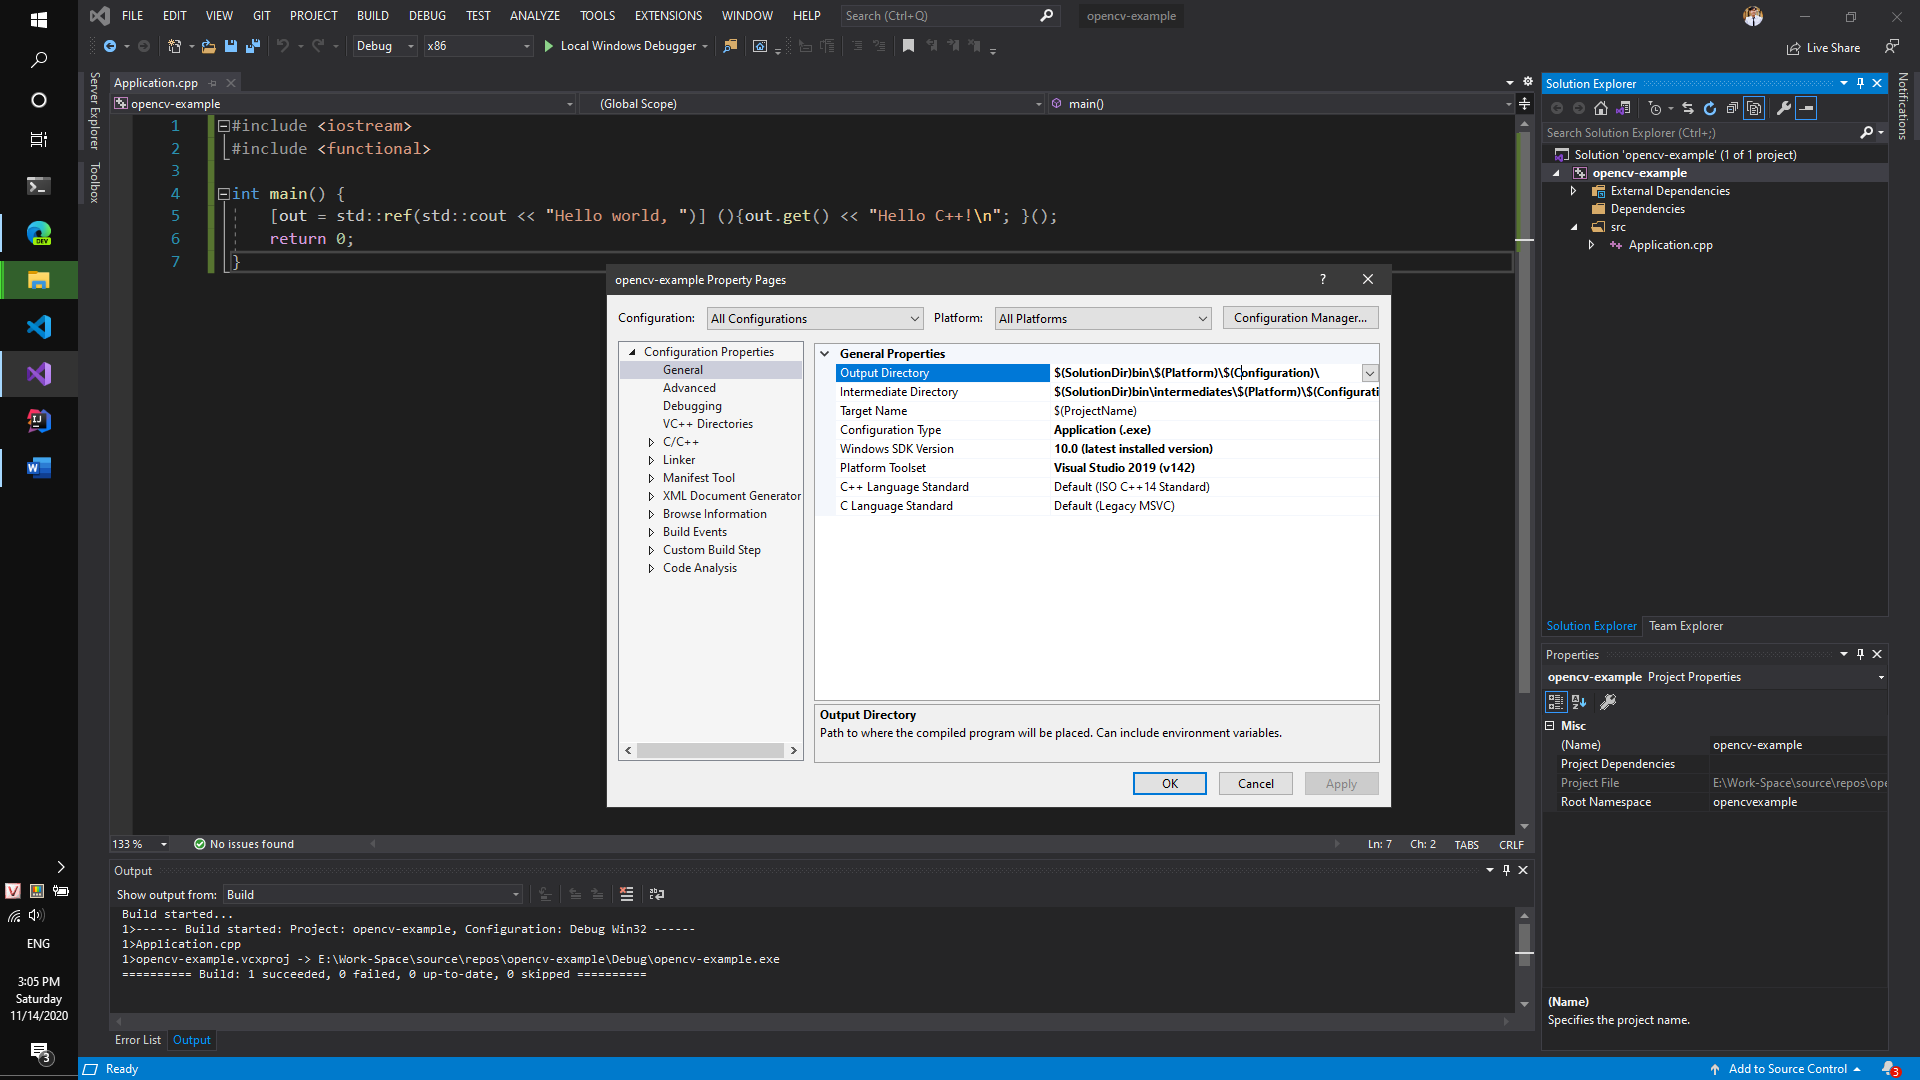 FILE EDIT VIEW GIT PROJECT BUILD DEBUG TEST ANALYZE TOOLS EXTENSIONS WINDOW HELP Search (Ctrl+Q) opencv-example
Debug x86 Local Windows Debugger Live Share
Server Explorer
Toolbox
Application.cpp
opencv-example (Global Scope) main()
1 #include <iostream>
2 #include <functional>
3
4 int main() {
5 [out = std::ref(std::cout << "Hello world, ")] (){out.get() << "Hello C++!\n"; }();
6 return 0;
7 }
opencv-example Property Pages ?
Configuration: All Configurations Platform: All Platforms Configuration Manager...
Configuration Properties
General
Advanced
Debugging
VC++ Directories
C/C++
Linker
Manifest Tool
XML Document Generator
Browse Information
Build Events
Custom Build Step
Code Analysis
General Properties
Output Directory $(SolutionDir)bin\$(Platform)\$(Configuration)\
Intermediate Directory $(SolutionDir)bin\intermediates\$(Platform)\$(Configurati
Target Name $(ProjectName)
Configuration Type Application (.exe)
Windows SDK Version 10.0 (latest installed version)
Platform Toolset Visual Studio 2019 (v142)
C++ Language Standard Default (ISO C++14 Standard)
C Language Standard Default (Legacy MSVC)
Output Directory
Path to where the compiled program will be placed. Can include environment variables.
OK Cancel Apply
133 % No issues found Ln: 7 Ch: 2 TABS CRLF
Output
Show output from: Build
Build started...
1>------ Build started: Project: opencv-example, Configuration: Debug Win32 ------
1>Application.cpp
1>opencv-example.vcxproj -> E:\Work-Space\source\repos\opencv-example\Debug\opencv-example.exe
========== Build: 1 succeeded, 0 failed, 0 up-to-date, 0 skipped ==========
Error List Output
Solution Explorer
Search Solution Explorer (Ctrl+;)
Solution 'opencv-example' (1 of 1 project)
opencv-example
External Dependencies
Dependencies
src
Application.cpp
Solution Explorer Team Explorer
Properties
opencv-example Project Properties
Misc
(Name) opencv-example
Project Dependencies
Project File E:\Work-Space\source\repos\ope
Root Namespace opencvexample
(Name)
Specifies the project name.
Notifications
DEV
V
ENG
3:05 PM
Saturday
11/14/2020
3
Ready Add to Source Control 3